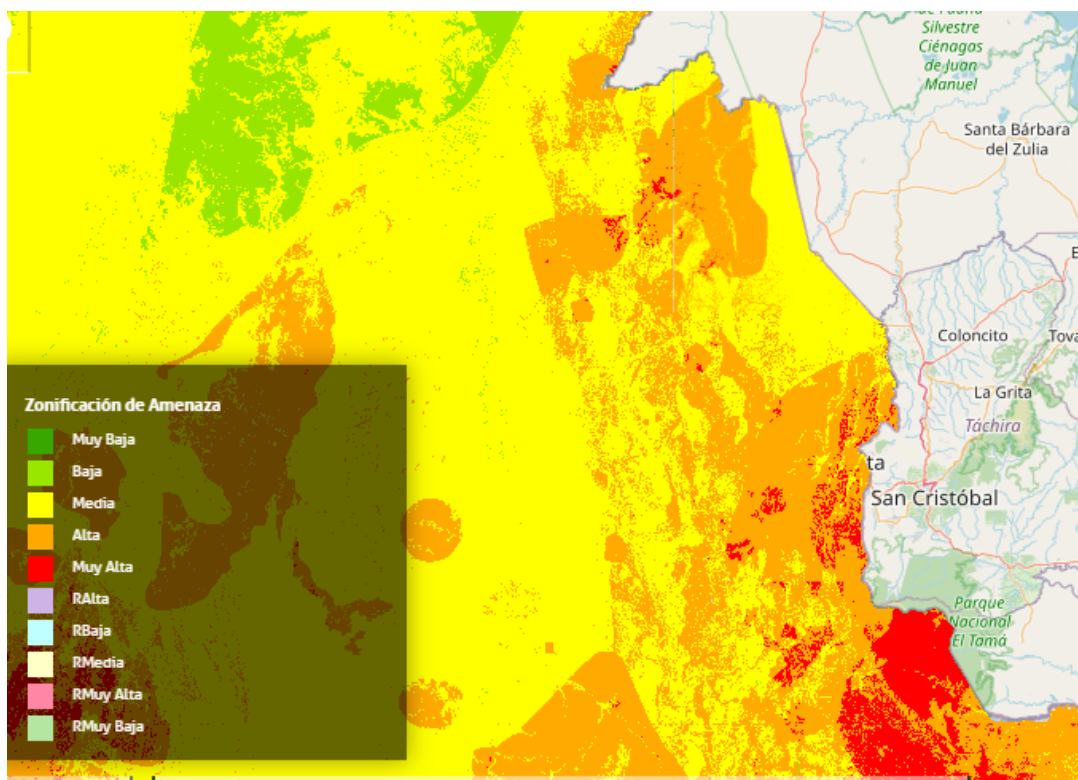 de Fauna
Silvestre
Ciénagas
de Juan
Manuel
Santa Bárbara
del Zulia
Coloncito
Tova
La Grita
Táchira
ta
San Cristóbal
Parque
Nacional
El Tamá
Zonificación de Amenaza
Muy Baja
Baja
Media
Alta
Muy Alta
RAlta
RBaja
RMedia
RMuy Alta
RMuy Baja